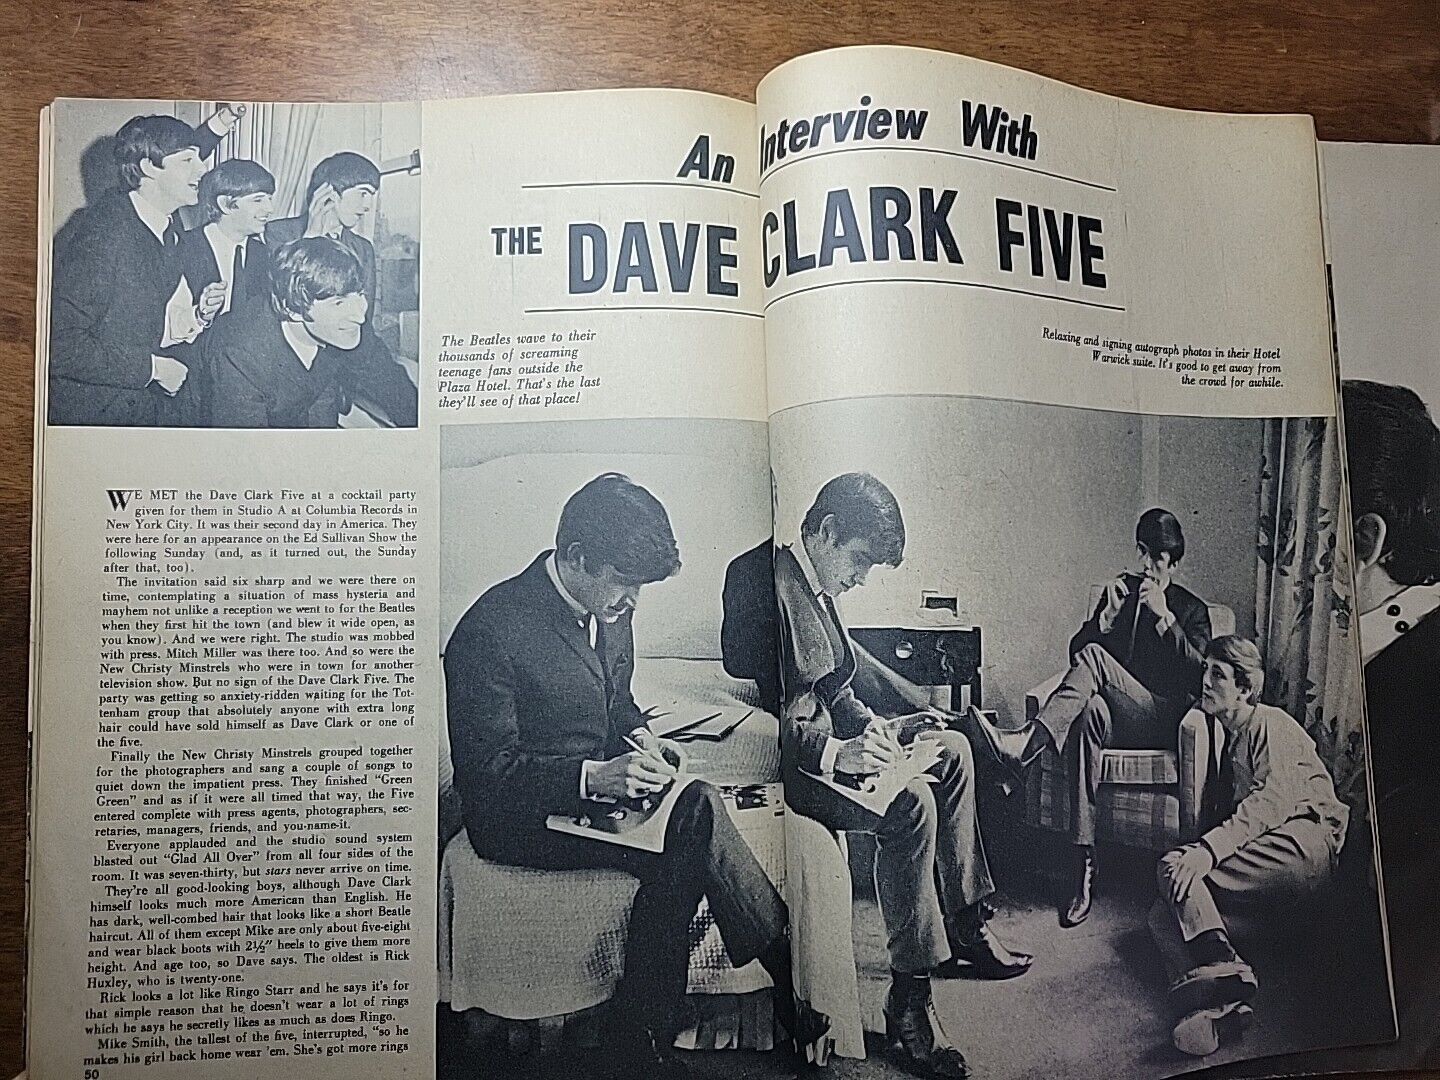 An Interview With
THE DAVE CLARK FIVE
The Beatles wave to their
thousands of screaming
teenage fans outside the
Plaza Hotel. That's the last
they'll see of that place!
Relaxing and signing autograph photos in their Hotel
Warwick suite. It's good to get away from
the crowd for awhile.
WE MET the Dave Clark Five at a cocktail party
given for them in Studio A at Columbia Records in
New York City. It was their second day in America. They
were here for an appearance on the Ed Sullivan Show the
following Sunday (and, as it turned out, the Sunday
after that, too).
The invitation said six sharp and we were there on
time, contemplating a situation of mass hysteria and
mayhem not unlike a reception we went to for the Beatles
when they first hit the town (and blew it wide open, as
you know). And we were right. The studio was mobbed
with press. Mitch Miller was there too. And so were the
New Christy Minstrels who were in town for another
television show. But no sign of the Dave Clark Five. The
party was getting so anxiety-ridden waiting for the Tot-
tenham group that absolutely anyone with extra long
hair could have sold himself as Dave Clark or one of
the five.
Finally the New Christy Minstrels grouped together
for the photographers and sang a couple of songs to
quiet down the impatient press. They finished "Green
Green" and as if it were all timed that way, the Five
entered complete with press agents, photographers, sec-
retaries, managers, friends, and you-name-it.
Everyone applauded and the studio sound system
blasted out "Glad All Over" from all four sides of the
room. It was seven-thirty, but stars never arrive on time.
They're all good-looking boys, although Dave Clark
himself looks much more American than English. He
has dark, well-combed hair that looks like a short Beatle
haircut. All of them except Mike are only about five-eight
and wear black boots with 2½" heels to give them more
height. And age too, so Dave says. The oldest is Rick
Huxley, who is twenty-one.
Rick looks a lot like Ringo Starr and he says it's for
that simple reason that he doesn't wear a lot of rings
which he says he secretly likes as much as does Ringo.
Mike Smith, the tallest of the five, interrupted, "so he
makes his girl back home wear 'em. She's got more rings
50